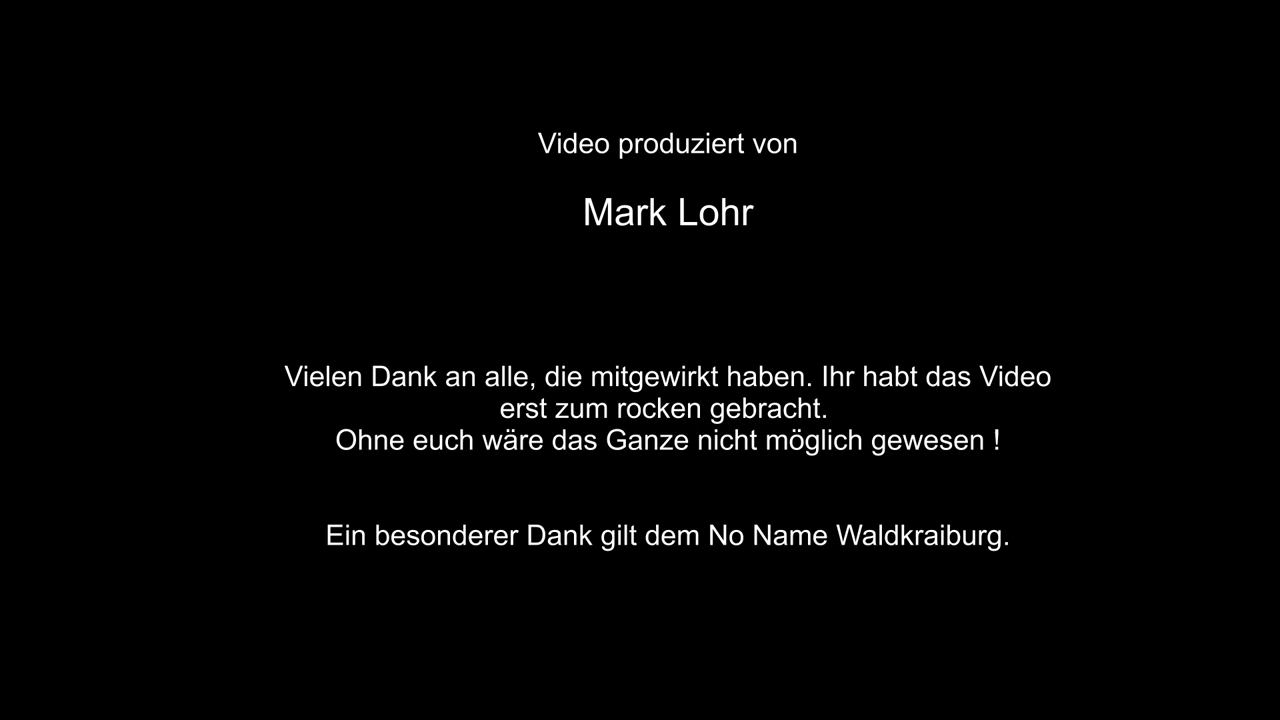 Video produziert von
Mark Lohr
Vielen Dank an alle, die mitgewirkt haben. Ihr habt das Video
erst zum rocken gebracht.
Ohne euch wäre das Ganze nicht möglich gewesen !
Ein besonderer Dank gilt dem No Name Waldkraiburg.